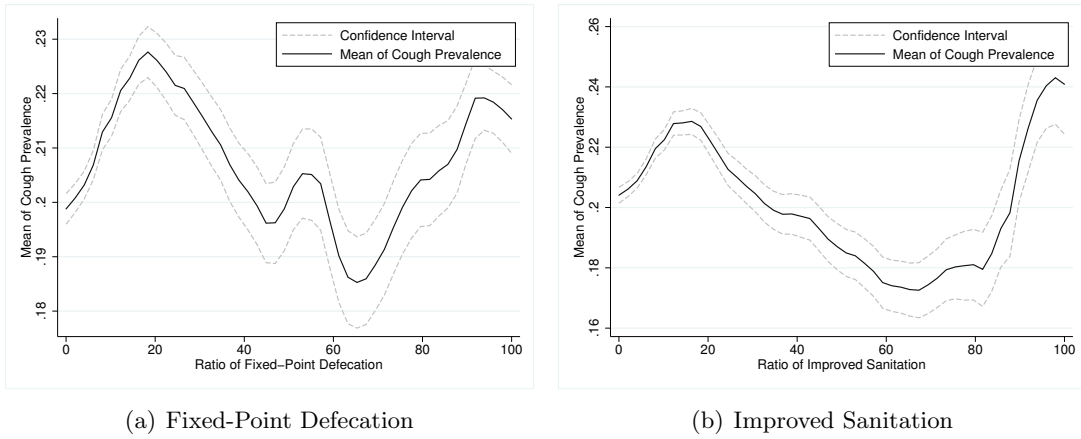 Confidence Interval
Mean of Cough Prevalence
Mean of Cough Prevalence
.23
.22
.21
.2
.19
.18
0 20 40 60 80 100
Ratio of Fixed−Point Defecation
(a) Fixed-Point Defecation
Confidence Interval
Mean of Cough Prevalence
Mean of Cough Prevalence
.26
.24
.22
.2
.18
.16
0 20 40 60 80 100
Ratio of Improved Sanitation
(b) Improved Sanitation